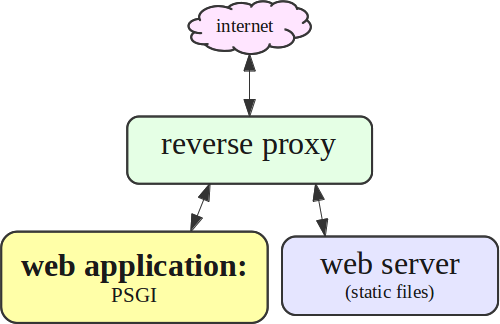 internet
reverse proxy
web application:
PSGI
web server
(static files)